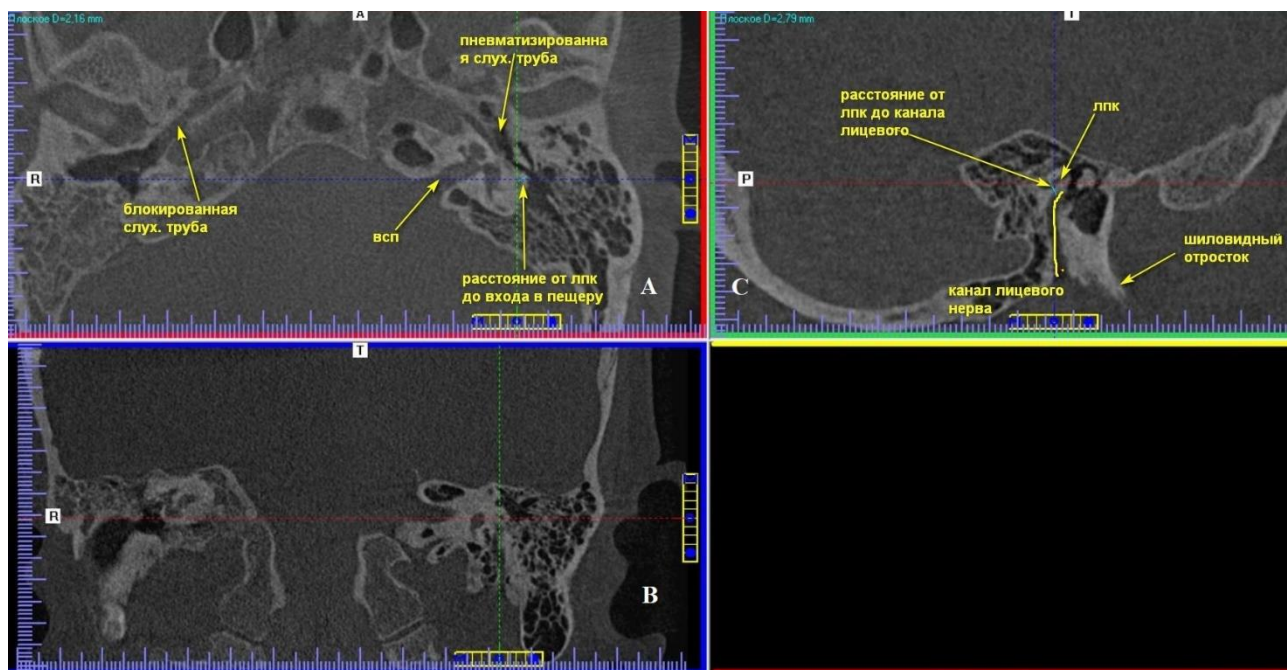 Плоское D=2,16 mm
A
пневматизированна
я слух. труба
R
блокированная
слух. труба
всп
расстояние от лпк
до входа в пещеру
A
Плоское D=2,79 mm
T
расстояние от
лпк до канала
лицевого
лпк
P
шиловидный
отросток
C
канал лицевого
нерва
T
R
B